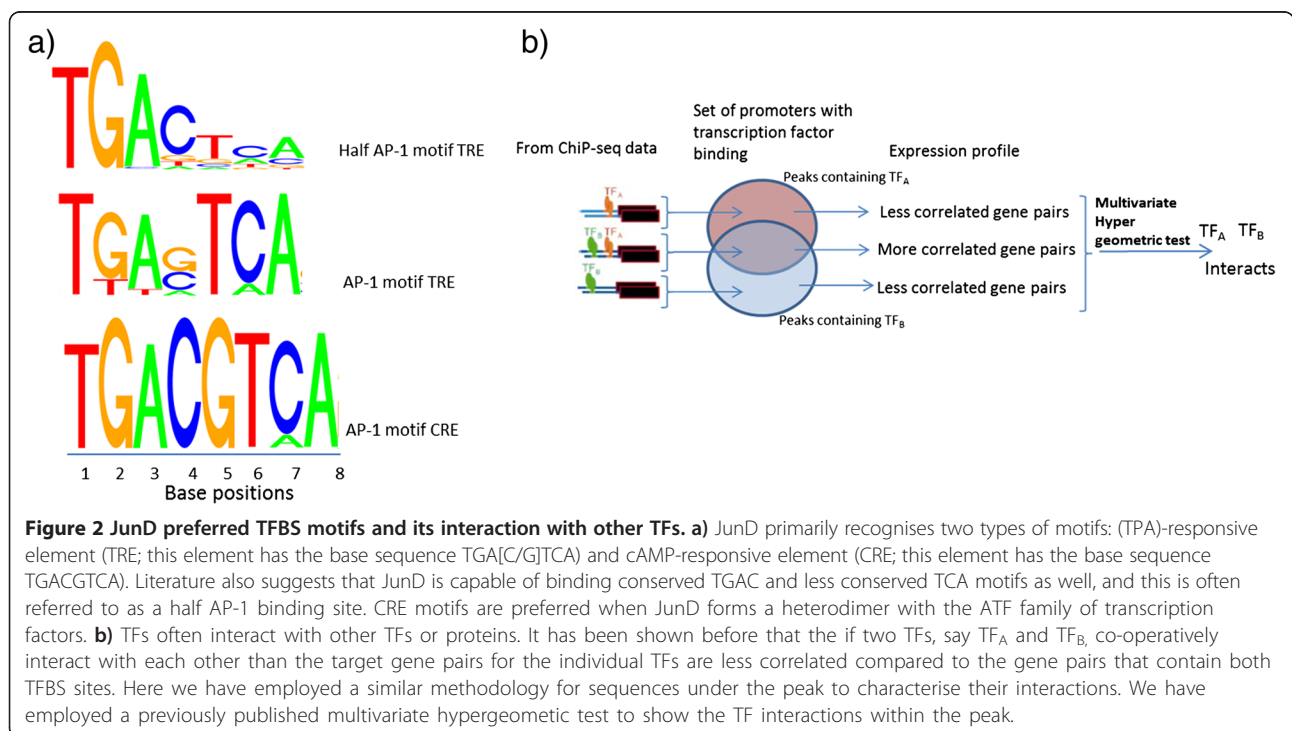 a)
TGACTCA
Half AP-1 motif TRE
TGAGTCA
AP-1 motif TRE
TGACGTCA
AP-1 motif CRE
1 2 3 4 5 6 7 8
Base positions
b)
From ChiP-seq data
Set of promoters with
transcription factor
binding
Expression profile
Peaks containing TFA
TFA
Less correlated gene pairs
TFB TFA
More correlated gene pairs
TFB
Less correlated gene pairs
Peaks containing TFB
Multivariate
Hyper
geometric test
TFA TFB
Interacts
Figure 2 JunD preferred TFBS motifs and its interaction with other TFs. a) JunD primarily recognises two types of motifs: (TPA)-responsive
element (TRE; this element has the base sequence TGA[C/G]TCA) and cAMP-responsive element (CRE; this element has the base sequence
TGACGTCA). Literature also suggests that JunD is capable of binding conserved TGAC and less conserved TCA motifs as well, and this is often
referred to as a half AP-1 binding site. CRE motifs are preferred when JunD forms a heterodimer with the ATF family of transcription
factors. b) TFs often interact with other TFs or proteins. It has been shown before that the if two TFs, say TFA and TFB, co-operatively
interact with each other than the target gene pairs for the individual TFs are less correlated compared to the gene pairs that contain both
TFBS sites. Here we have employed a similar methodology for sequences under the peak to characterise their interactions. We have
employed a previously published multivariate hypergeometic test to show the TF interactions within the peak.